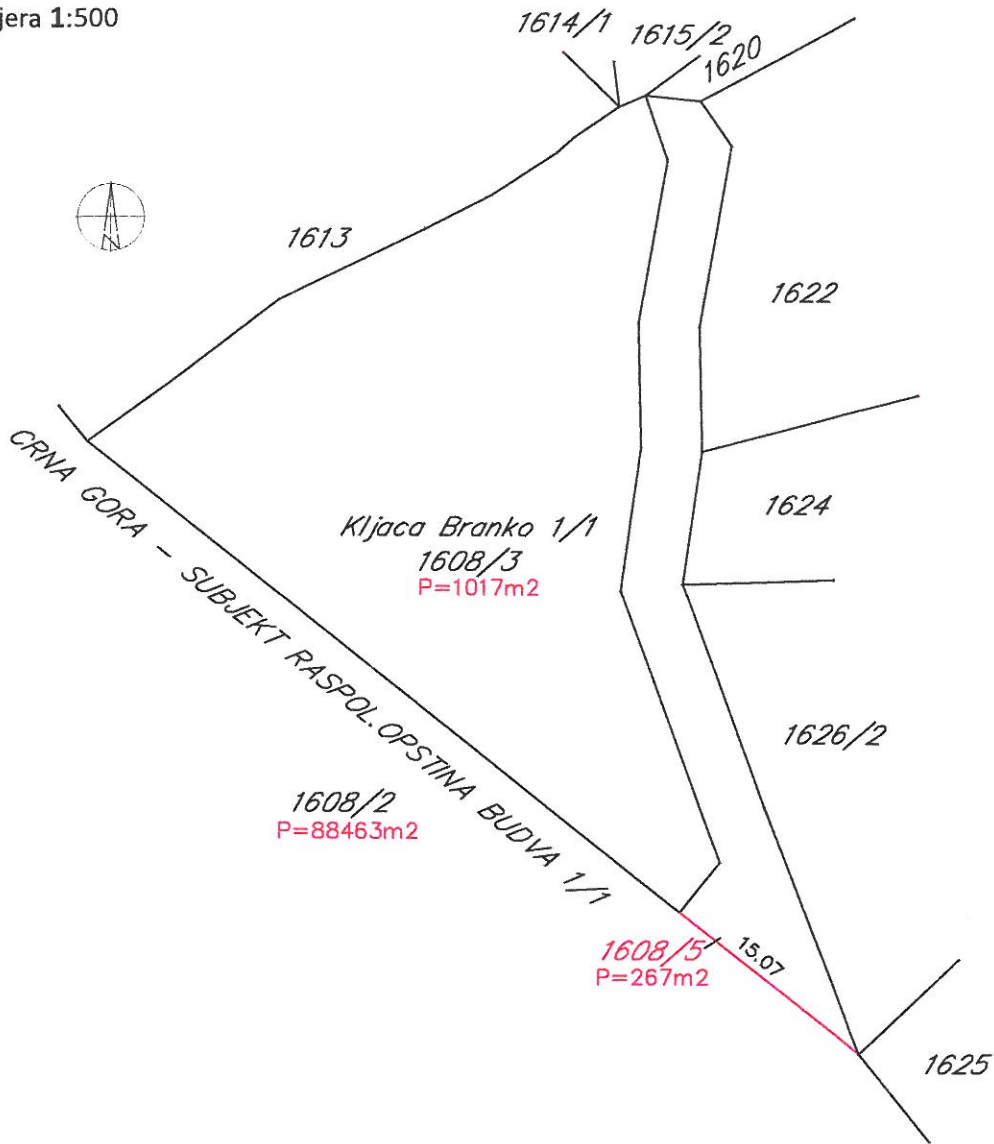 jera 1:500
1614/1
1615/2
1620
1613
1622
CRNA GORA - SUBJEKT RASPOL.OPSTINA BUDVA 1/1
Kljaca Branko 1/1
1608/3
P=1017m2
1624
1626/2
1608/2
P=88463m2
1608/5
P=267m2
15.07
1625